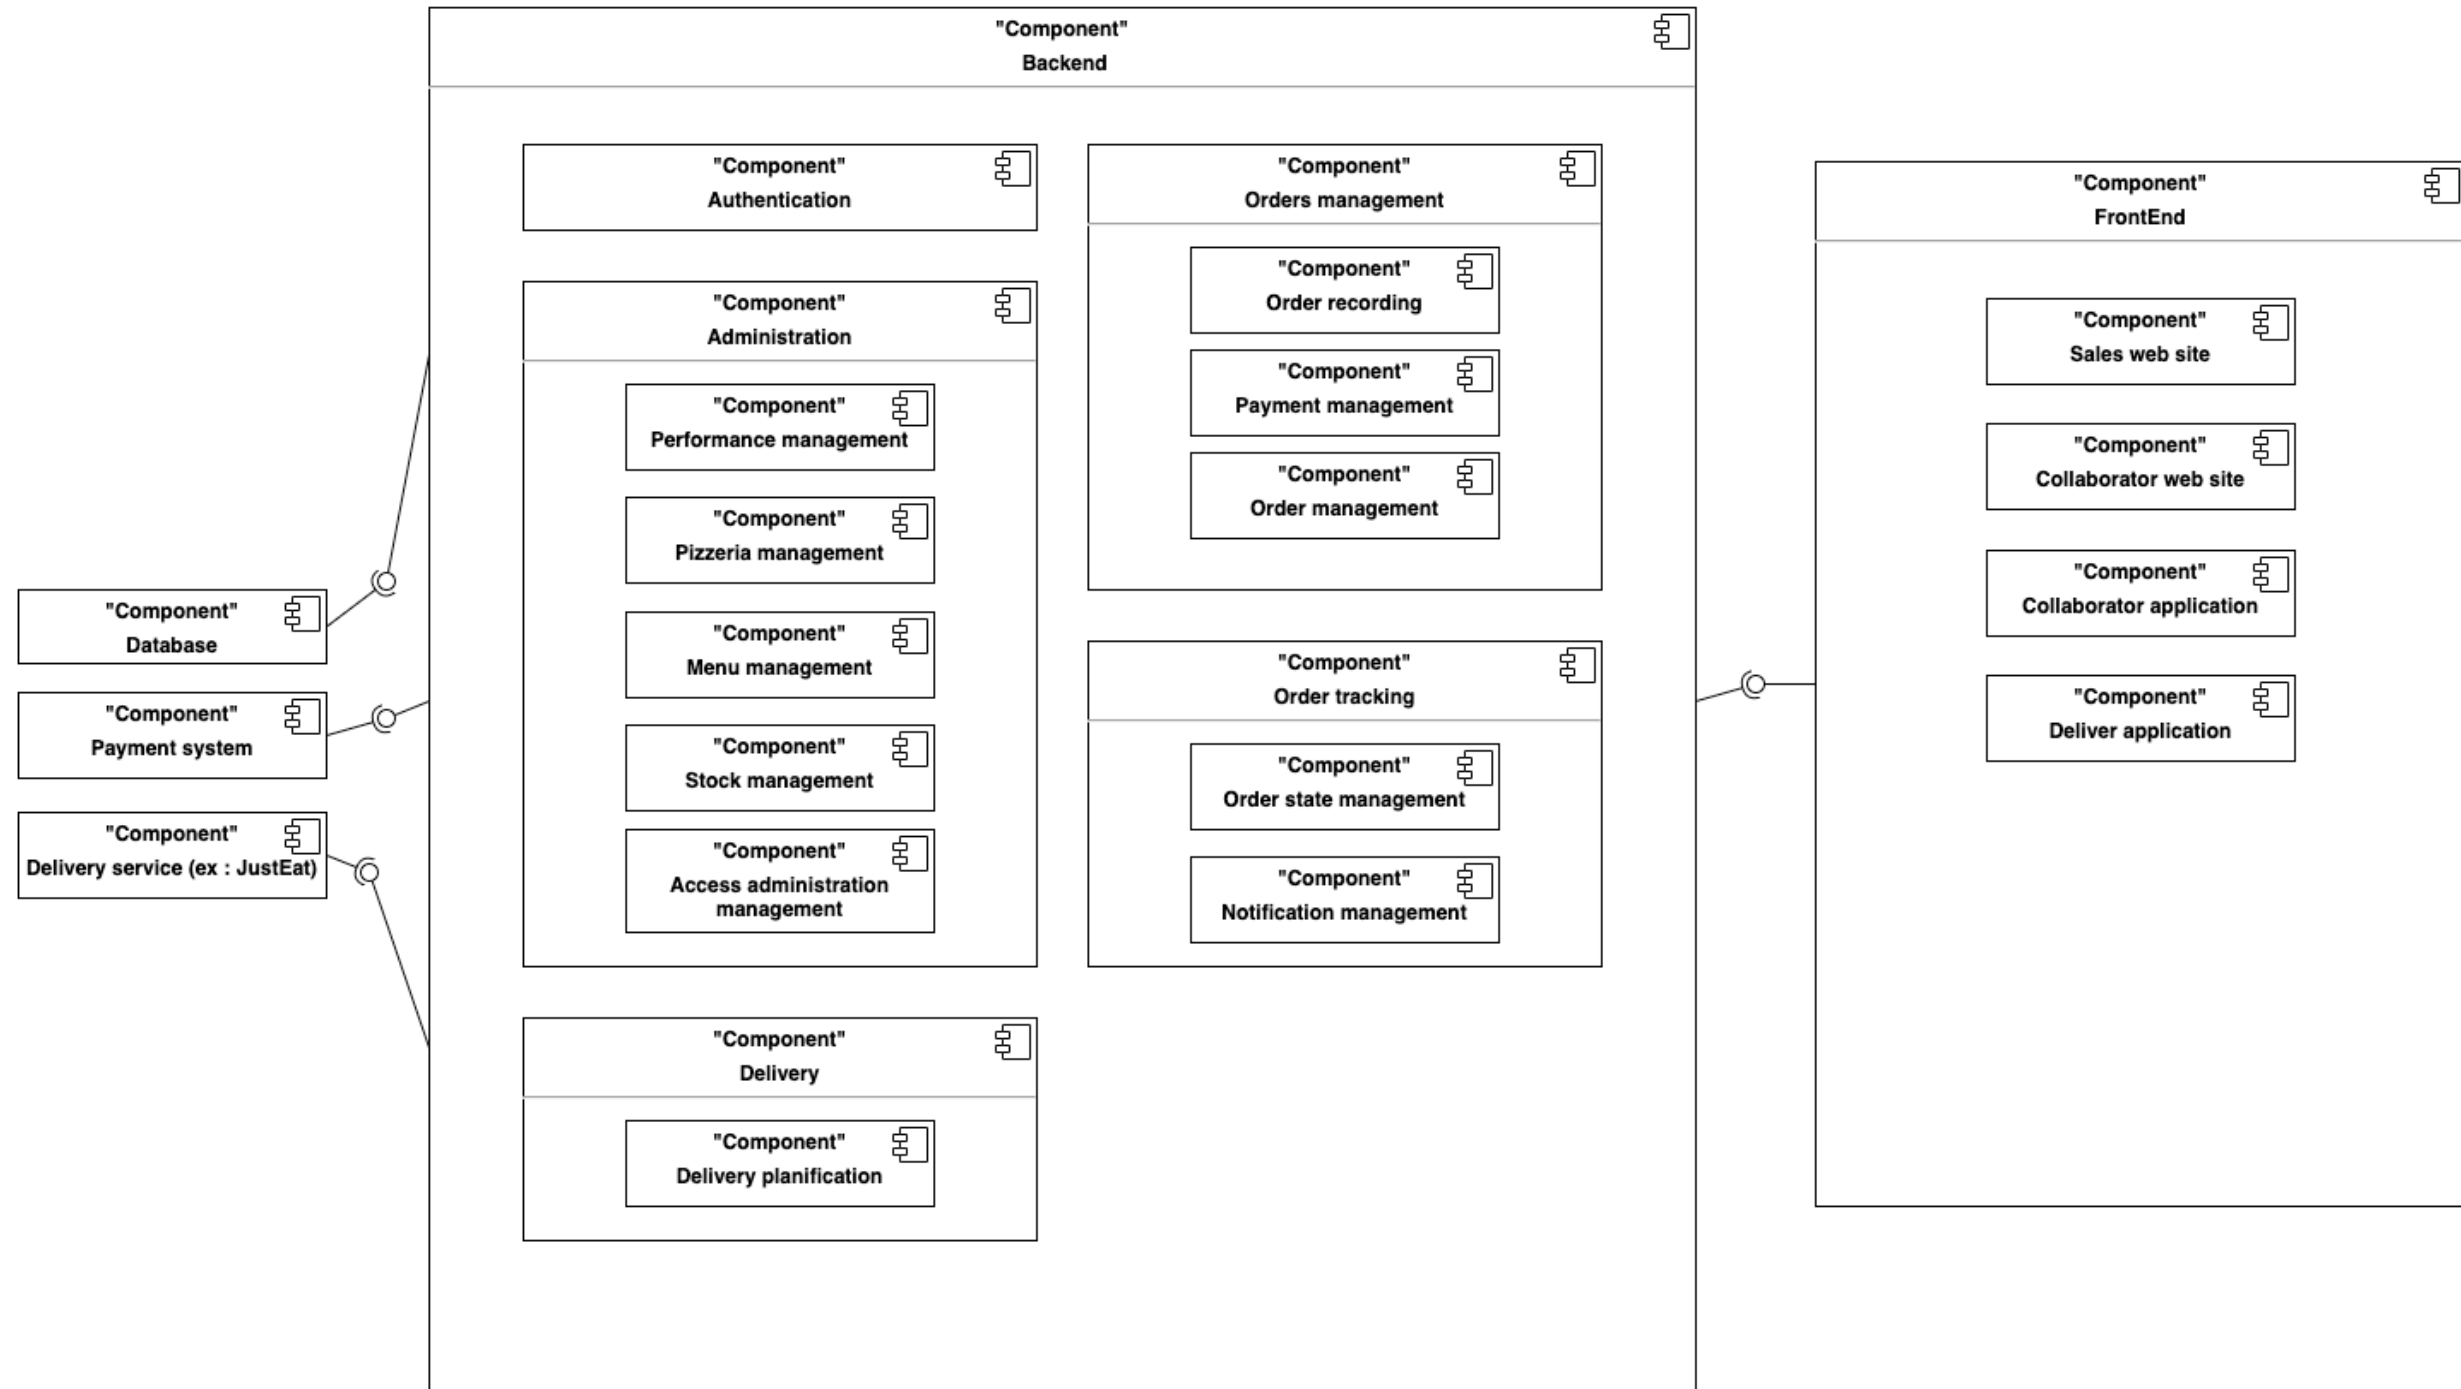 "Component"
Backend
"Component"
Authentication
"Component"
Administration
"Component"
Performance management
"Component"
Pizzeria management
"Component"
Menu management
"Component"
Stock management
"Component"
Access administration
management
"Component"
Delivery
"Component"
Delivery planification
"Component"
Orders management
"Component"
Order recording
"Component"
Payment management
"Component"
Order management
"Component"
Order tracking
"Component"
Order state management
"Component"
Notification management
"Component"
Database
"Component"
Payment system
"Component"
Delivery service (ex : JustEat)
"Component"
FrontEnd
"Component"
Sales web site
"Component"
Collaborator web site
"Component"
Collaborator application
"Component"
Deliver application